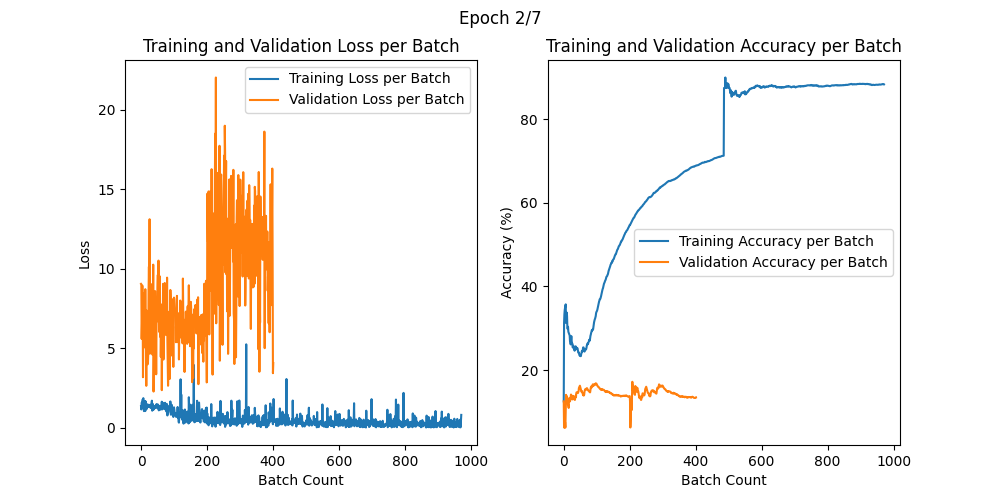 Epoch 2/7
Training and Validation Loss per Batch
Training Loss per Batch
Validation Loss per Batch
Loss
20
15
10
5
0
0 200 400 600 800 1000
Batch Count
Training and Validation Accuracy per Batch
Training Accuracy per Batch
Validation Accuracy per Batch
Accuracy (%)
80
60
40
20
0 200 400 600 800 1000
Batch Count